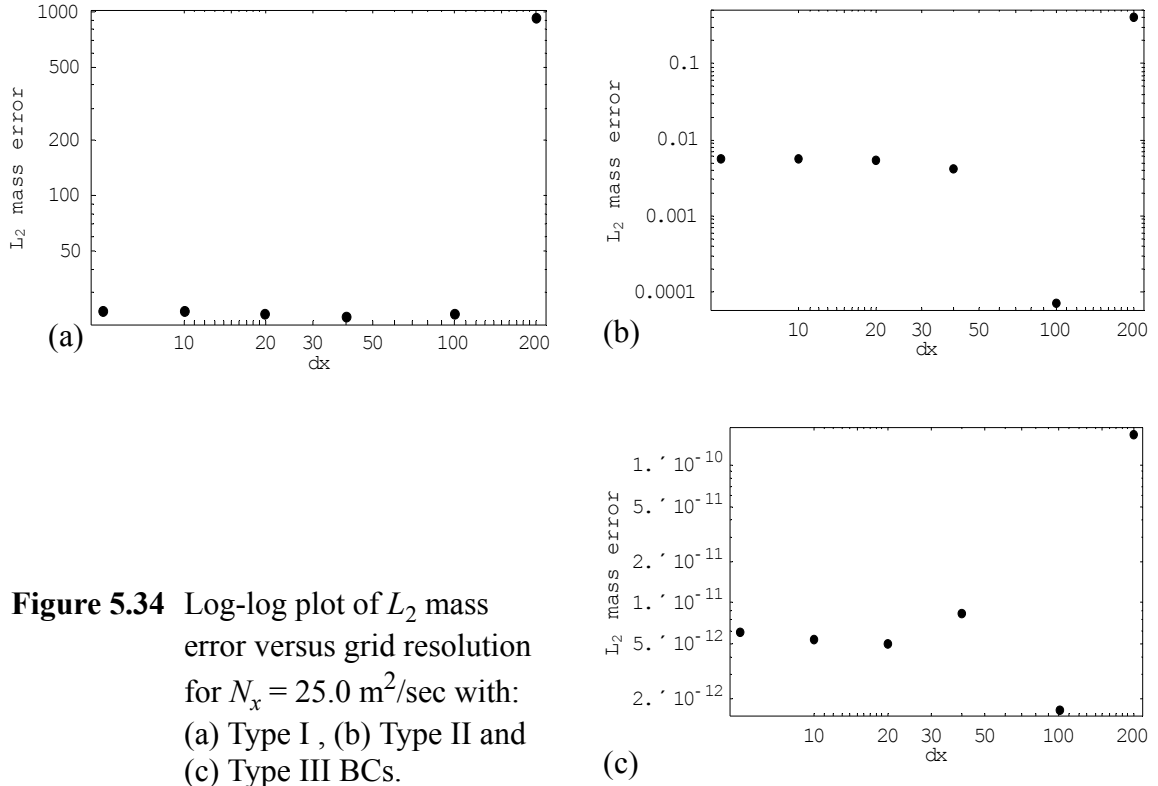 1000
500
200
100
50
L₂ mass error
10 20 30 50 100 200
dx
(a)
0.1
0.01
0.001
0.0001
L₂ mass error
10 20 30 50 100 200
dx
(b)
1.´10⁻¹⁰
5.´10⁻¹¹
2.´10⁻¹¹
1.´10⁻¹¹
5.´10⁻¹²
2.´10⁻¹²
L₂ mass error
10 20 30 50 100 200
dx
(c)
Figure 5.34 Log-log plot of L₂ mass
error versus grid resolution
for Nₓ = 25.0 m²/sec with:
(a) Type I , (b) Type II and
(c) Type III BCs.